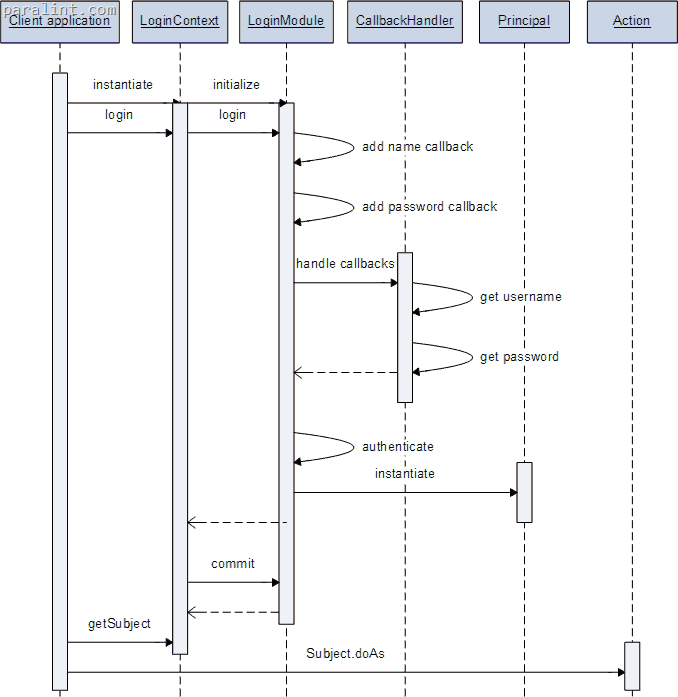 paralint.com
Client application
LoginContext
LoginModule
CallbackHandler
Principal
Action
instantiate
initialize
login
login
add name callback
add password callback
handle callbacks
get username
get password
authenticate
instantiate
commit
getSubject
Subject.doAs